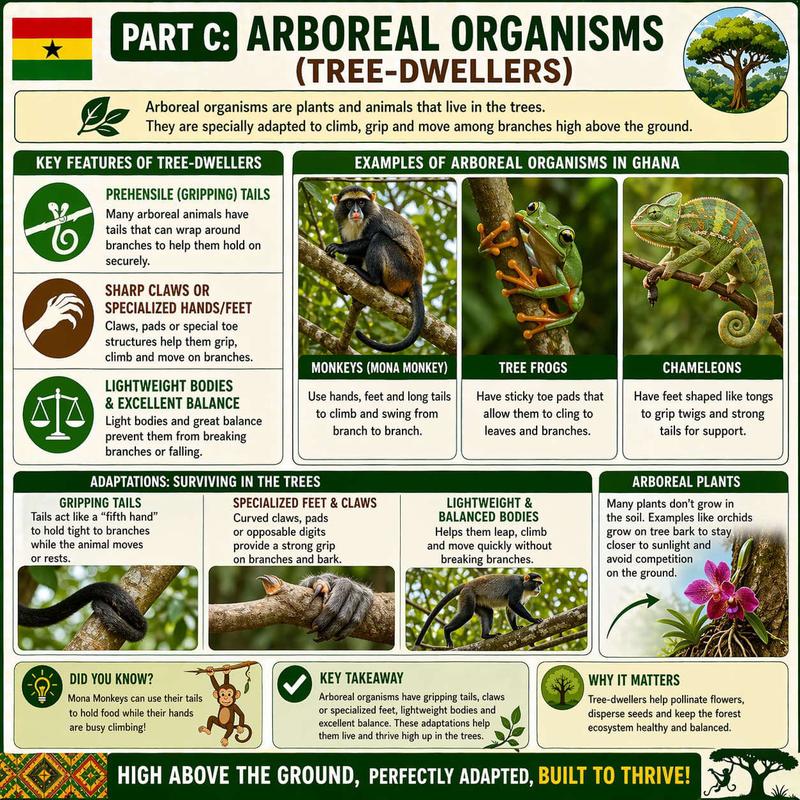 PART C: ARBOREAL ORGANISMS
(TREE-DWELLERS)
Arboreal organisms are plants and animals that live in the trees.
They are specially adapted to climb, grip and move among branches high above the ground.
KEY FEATURES OF TREE-DWELLERS
PREHENSILE (GRIPPING) TAILS
Many arboreal animals have
tails that can wrap around
branches to help them hold on
securely.
SHARP CLAWS OR
SPECIALIZED HANDS/FEET
Claws, pads or special toe
structures help them grip,
climb and move on branches.
LIGHTWEIGHT BODIES
& EXCELLENT BALANCE
Light bodies and great balance
prevent them from breaking
branches or falling.
EXAMPLES OF ARBOREAL ORGANISMS IN GHANA
MONKEYS (MONA MONKEY)
Use hands, feet and long tails
to climb and swing from
branch to branch.
TREE FROGS
Have sticky toe pads that
allow them to cling to
leaves and branches.
CHAMELEONS
Have feet shaped like tongs
to grip twigs and strong
tails for support.
ADAPTATIONS: SURVIVING IN THE TREES
GRIPPING TAILS
Tails act like a “fifth hand”
to hold tight to branches
while the animal moves
or rests.
SPECIALIZED FEET & CLAWS
Curved claws, pads
or opposable digits
provide a strong grip
on branches and bark.
LIGHTWEIGHT &
BALANCED BODIES
Helps them leap, climb
and move quickly without
breaking branches.
ARBOREAL PLANTS
Many plants don’t grow in
the soil. Examples like orchids
grow on tree bark to stay
closer to sunlight and
avoid competition
on the ground.
DID YOU KNOW?
Mona Monkeys can use their tails
to hold food while their hands
are busy climbing!
KEY TAKEAWAY
Arboreal organisms have gripping tails, claws
or specialized feet, lightweight bodies and
excellent balance. These adaptations help
them live and thrive high up in the trees.
WHY IT MATTERS
Tree-dwellers help pollinate flowers,
disperse seeds and keep the forest
ecosystem healthy and balanced.
HIGH ABOVE THE GROUND, PERFECTLY ADAPTED, BUILT TO THRIVE!